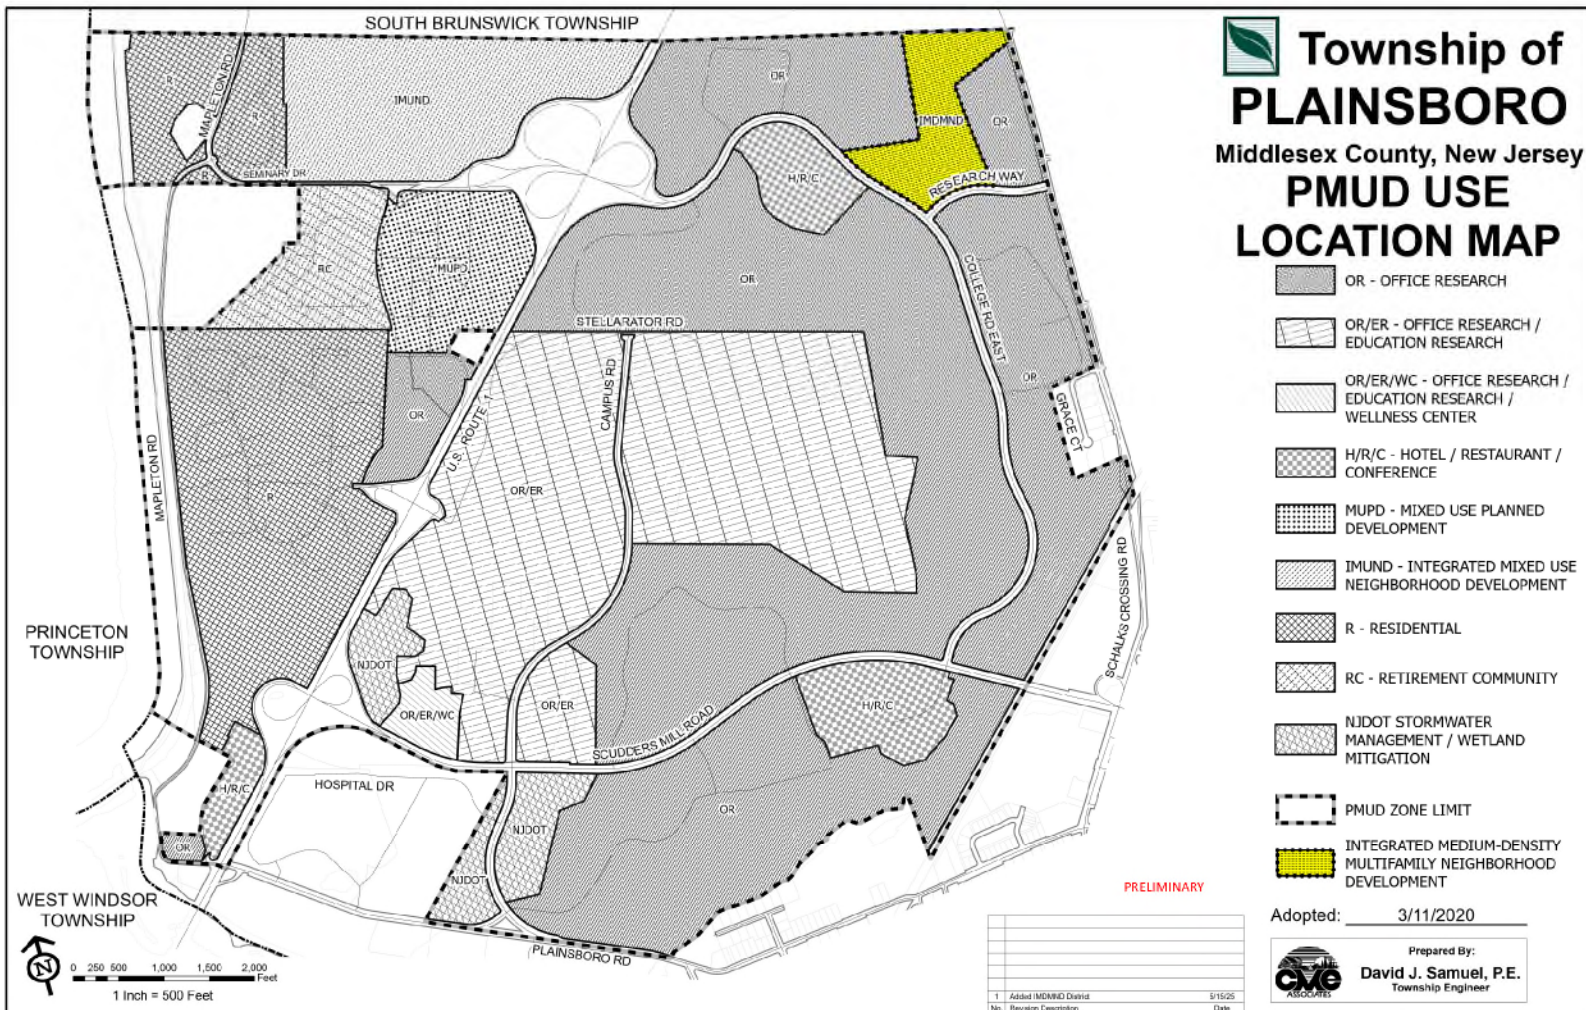 SOUTH BRUNSWICK TOWNSHIP
Township of
PLAINSBORO
Middlesex County, New Jersey
PMUD USE
LOCATION MAP
OR - OFFICE RESEARCH
OR/ER - OFFICE RESEARCH /
EDUCATION RESEARCH
OR/ER/WC - OFFICE RESEARCH /
EDUCATION RESEARCH /
WELLNESS CENTER
H/R/C - HOTEL / RESTAURANT /
CONFERENCE
MUPD - MIXED USE PLANNED
DEVELOPMENT
IMUND - INTEGRATED MIXED USE
NEIGHBORHOOD DEVELOPMENT
R - RESIDENTIAL
RC - RETIREMENT COMMUNITY
NJDOT STORMWATER
MANAGEMENT / WETLAND
MITIGATION
PMUD ZONE LIMIT
INTEGRATED MEDIUM-DENSITY
MULTIFAMILY NEIGHBORHOOD
DEVELOPMENT
Adopted: 3/11/2020
Prepared By:
David J. Samuel, P.E.
Township Engineer
CME
ASSOCIATES
PRELIMINARY
1 Added IMDMND District 5/15/25
No. Revision Description Date
R
MAPLETON RD
R
R
SEMINARY DR
IMUND
OR
IMDMND
OR
H/R/C
RESEARCH WAY
RC
MUPD
OR
COLLEGE RD EAST
STELLARATOR RD
CAMPUS RD
OR
GRACE CT
OR
U.S. ROUTE 1
MAPLETON RD
R
OR/ER
SCHALKS CROSSING RD
PRINCETON
TOWNSHIP
NJDOT
OR/ER/WC
OR/ER
H/R/C
SCUDDERS MILL ROAD
H/R/C
HOSPITAL DR
OR
OR
NJDOT
NJDOT
PLAINSBORO RD
WEST WINDSOR
TOWNSHIP
N
0 250 500 1,000 1,500 2,000
Feet
1 Inch = 500 Feet